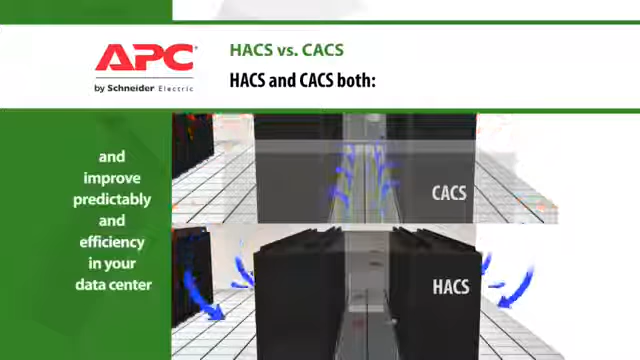 APC
by Schneider Electric
HACS vs. CACS
HACS and CACS both:
and
improve
predictably
and
efficiency
in your
data center
CACS
HACS